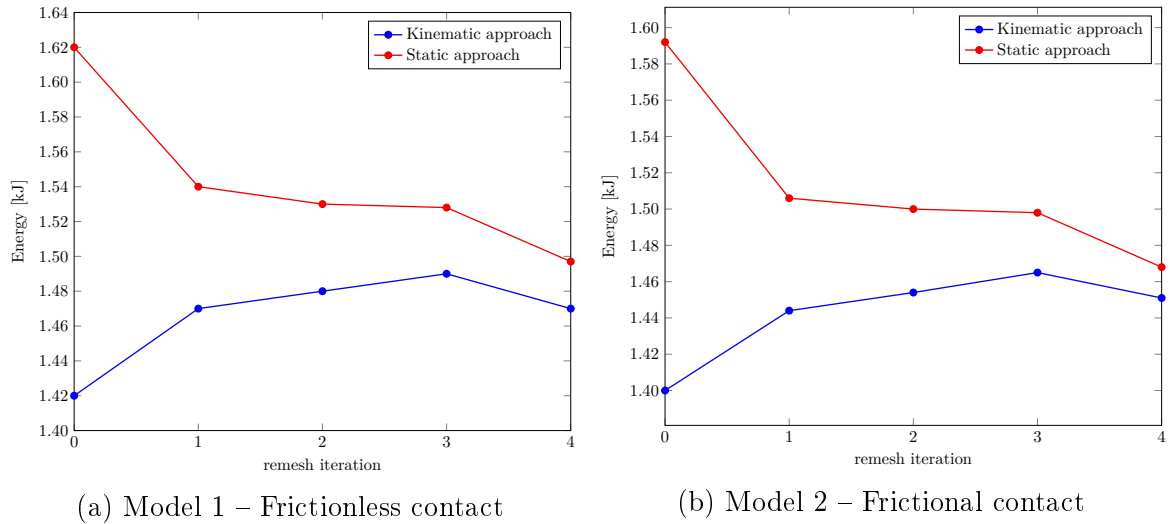 1.64
1.62
1.60
1.58
1.56
1.54
1.52
1.50
1.48
1.46
1.44
1.42
1.40
Energy [kJ]
0 1 2 3 4
remesh iteration
Kinematic approach
Static approach
(a) Model 1 – Frictionless contact
1.60
1.58
1.56
1.54
1.52
1.50
1.48
1.46
1.44
1.42
1.40
Energy [kJ]
0 1 2 3 4
remesh iteration
Kinematic approach
Static approach
(b) Model 2 – Frictional contact